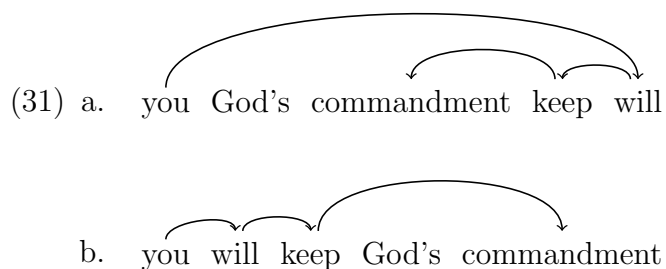 (31) a. you God's commandment keep will
b. you will keep God's commandment